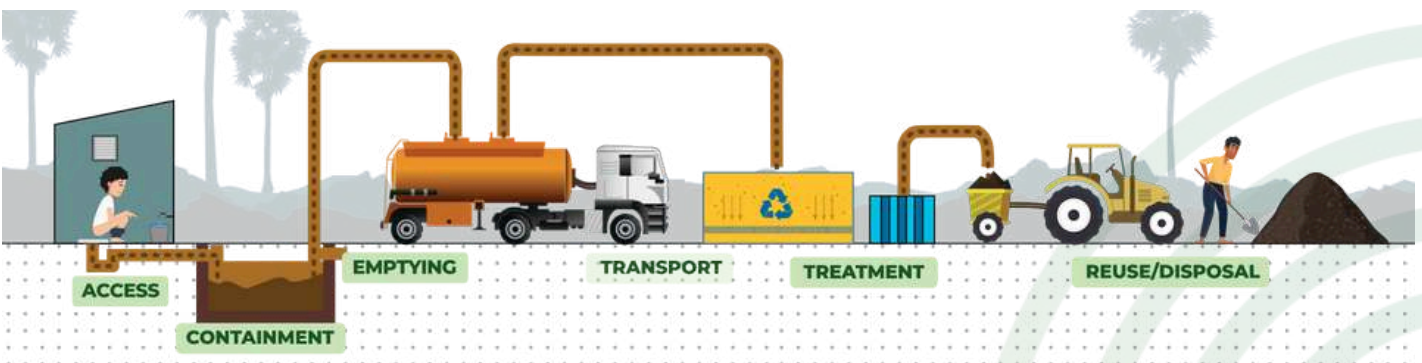 ACCESS
CONTAINMENT
EMPTYING
TRANSPORT
TREATMENT
REUSE/DISPOSAL